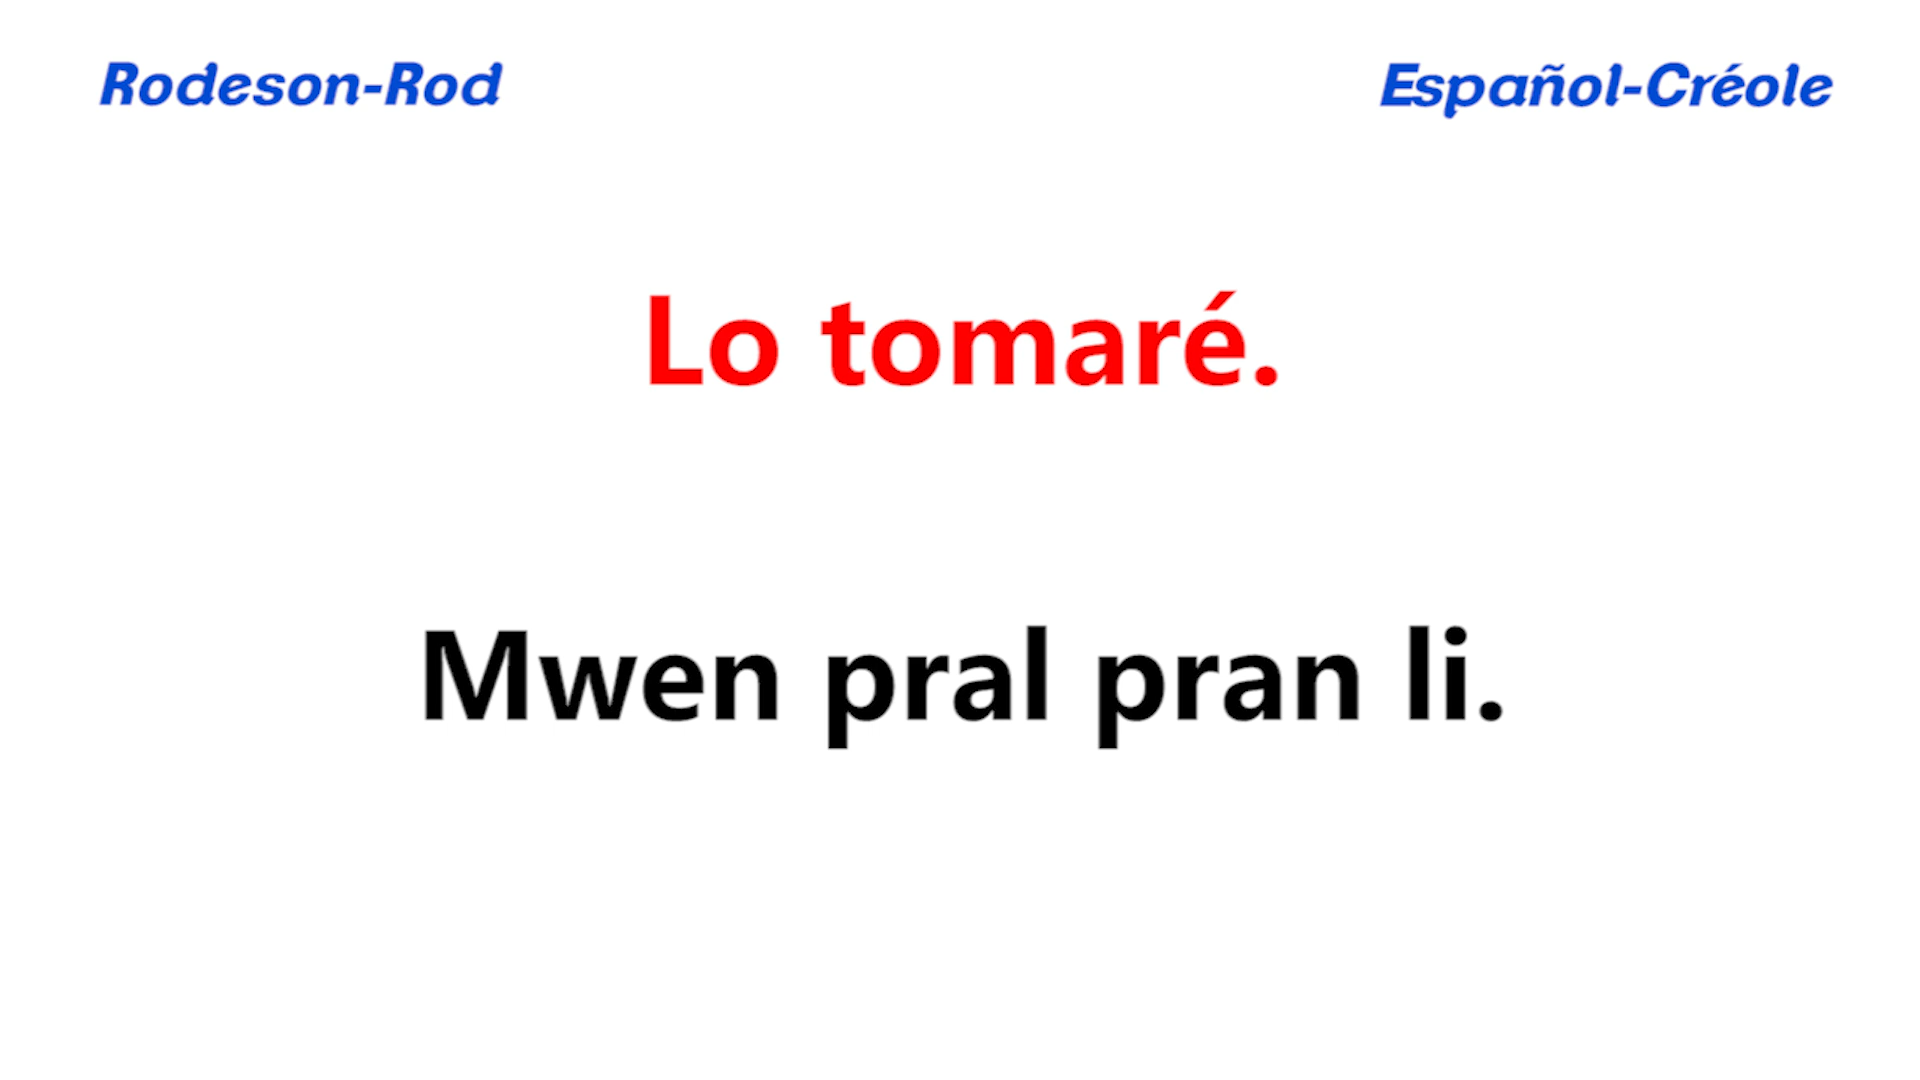 Rodeson-Rod
Español-Créole
Lo tomaré.
Mwen pral pran li.